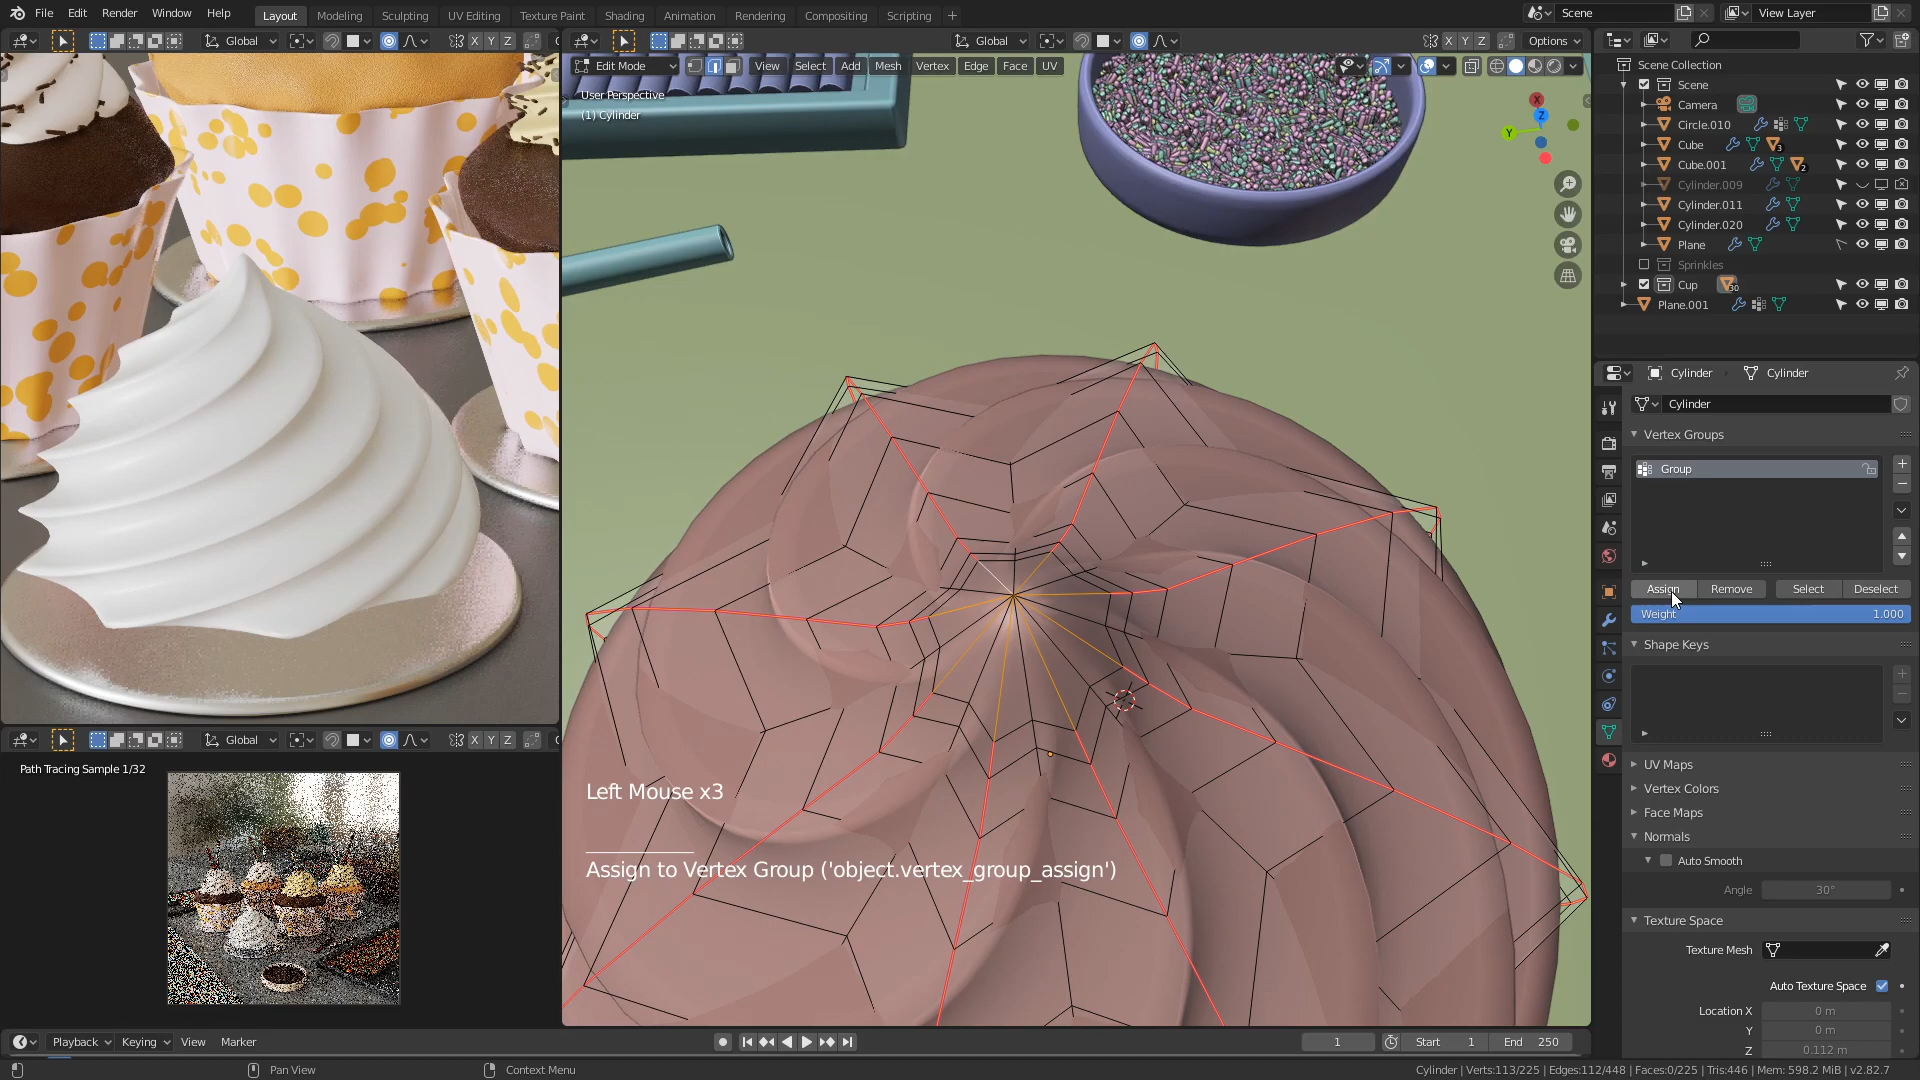 File Edit Render Window Help
Layout Modeling Sculpting UV Editing Texture Paint Shading Animation Rendering Compositing Scripting +
Scene
View Layer
Global
X Y Z
Global
X Y Z
Options
Edit Mode
View Select Add Mesh Vertex Edge Face UV
User Perspective
(1) Cylinder
X
Z
Y
Scene Collection
Scene
Camera
Circle.010
Cube
3
Cube.001
2
Cylinder.009
Cylinder.011
Cylinder.020
Plane
Sprinkles
Cup
30
Plane.001
Cylinder
Cylinder
Cylinder
Vertex Groups
Group
Assign Remove Select Deselect
Weight 1.000
Shape Keys
UV Maps
Vertex Colors
Face Maps
Normals
Auto Smooth
Angle 30°
Texture Space
Texture Mesh
Auto Texture Space
Location X 0 m
Y 0 m
Z 0.112 m
Left Mouse x3
Assign to Vertex Group ('object.vertex_group_assign')
Global
X Y Z
Path Tracing Sample 1/32
Playback Keying View Marker
1 Start 1 End 250
Pan View
Context Menu
Cylinder | Verts:113/225 | Edges:112/448 | Faces:0/225 | Tris:446 | Mem: 598.2 MiB | v2.82.7